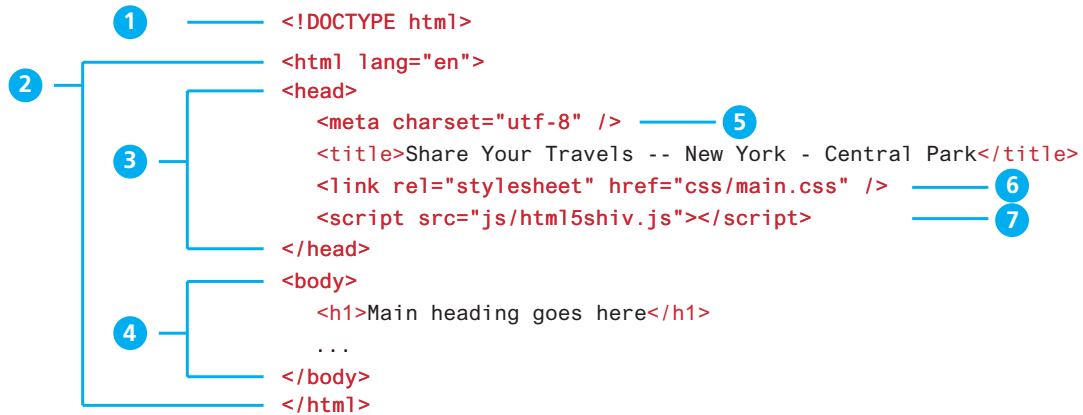 1 <!DOCTYPE html>
2 <html lang="en">
<head>
<meta charset="utf-8" /> 5
3 <title>Share Your Travels -- New York - Central Park</title>
<link rel="stylesheet" href="css/main.css" /> 6
<script src="js/html5shiv.js"></script> 7
</head>
<body>
<h1>Main heading goes here</h1>
4
...
</body>
</html>